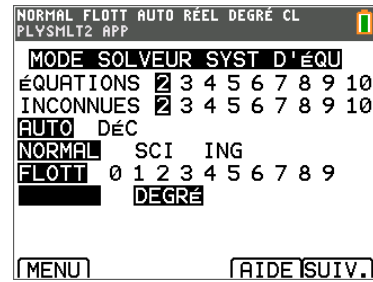 NORMAL FLOTT AUTO RÉEL DEGRÉ CL
PLYSMLT2 APP
MODE SOLVEUR SYST D'ÉQU
ÉQUATIONS 2 3 4 5 6 7 8 9 10
INCONNUES 2 3 4 5 6 7 8 9 10
AUTO DÉC
NORMAL SCI ING
FLOTT 0 1 2 3 4 5 6 7 8 9
DEGRÉ
MENU AIDE SUIV.